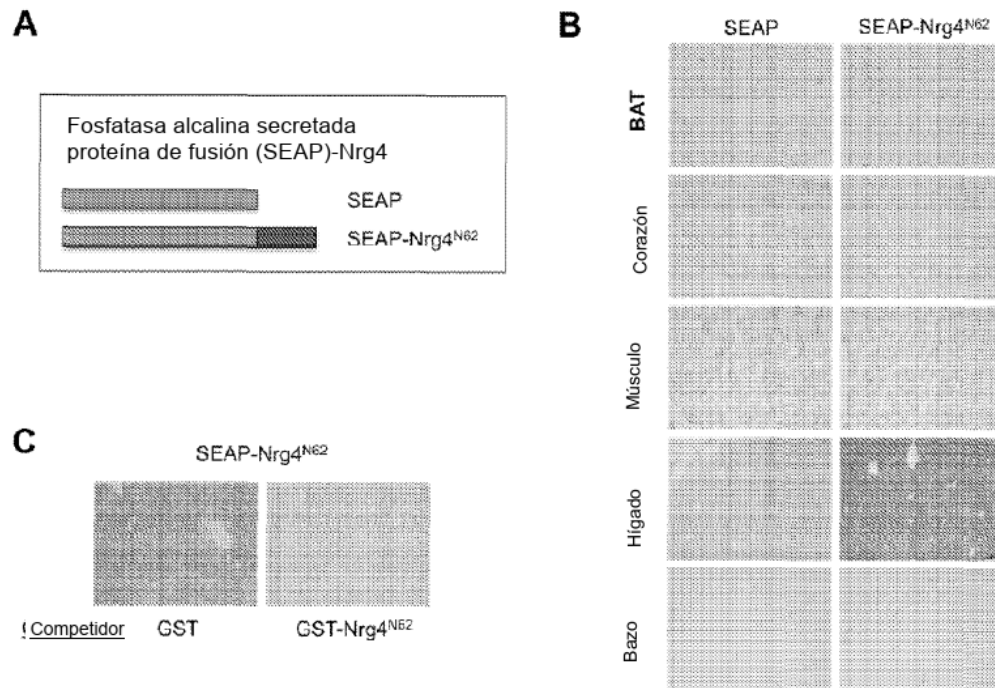 A
Fosfatasa alcalina secretada
proteína de fusión (SEAP)-Nrg4
SEAP
SEAP-Nrg4N62
B
SEAP SEAP-Nrg4N62
BAT
Corazón
Músculo
Hígado
Bazo
C
SEAP-Nrg4N62
Competidor GST GST-Nrg4N62